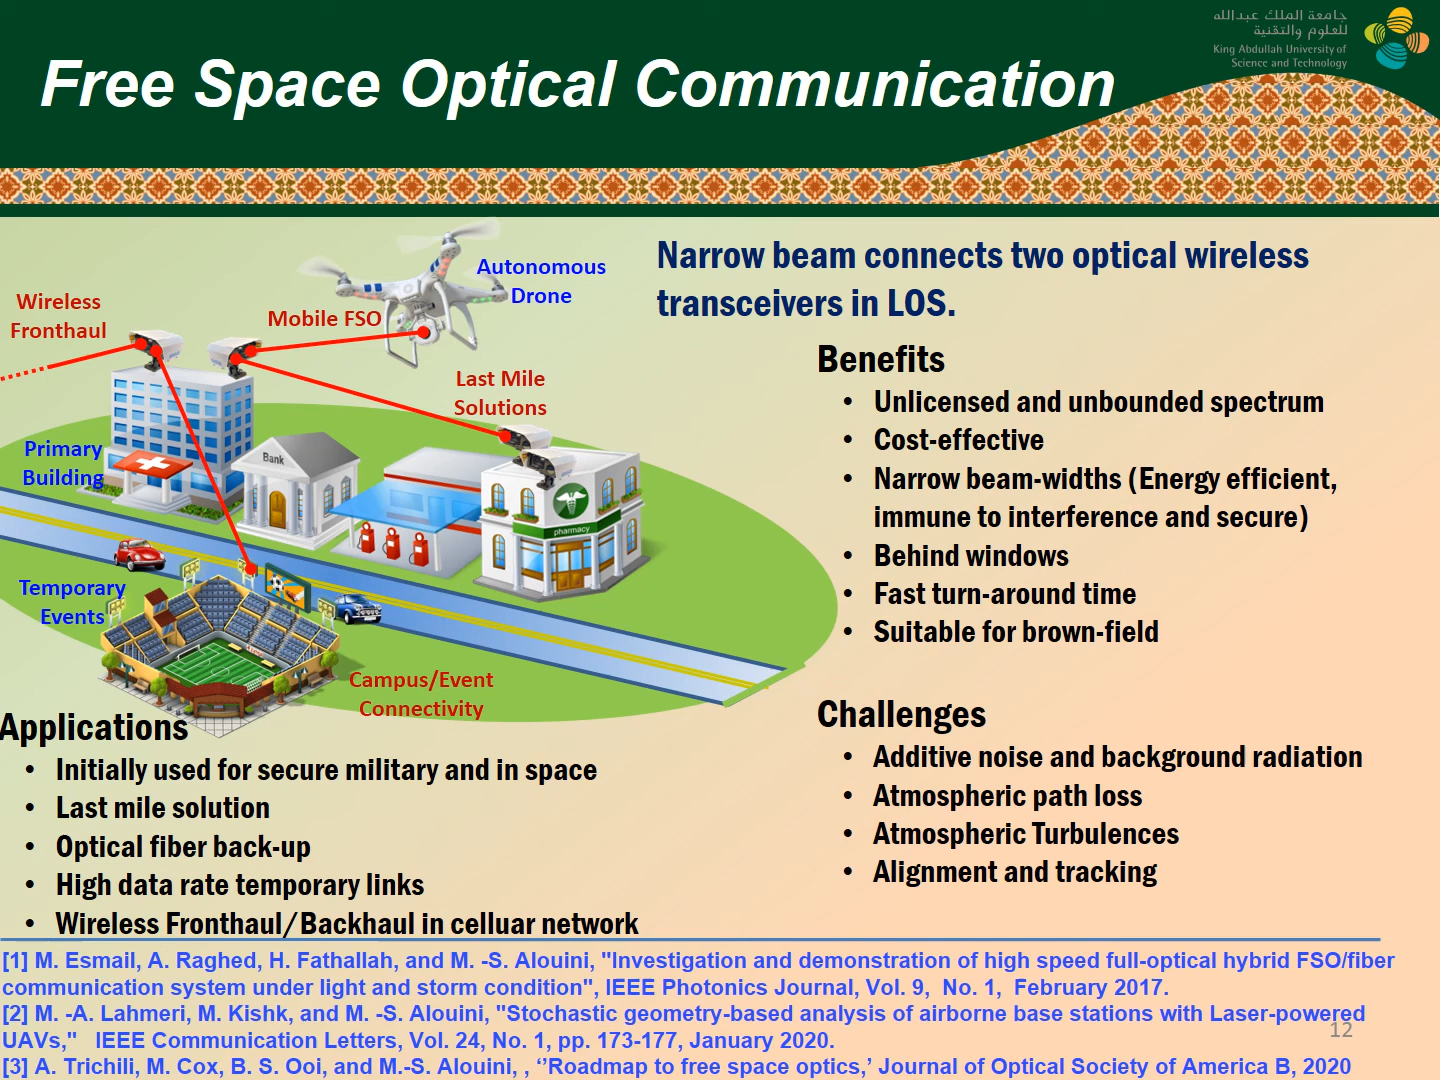 جامعة الملك عبدالله
للعلوم والتقنية
King Abdullah University of
Science and Technology
Free Space Optical Communication
Wireless
Fronthaul
Mobile FSO
Autonomous
Drone
Last Mile
Solutions
Primary
Building
Bank
pharmacy
Temporary
Events
Campus/Event
Connectivity
Narrow beam connects two optical wireless
transceivers in LOS.
Benefits
• Unlicensed and unbounded spectrum
• Cost-effective
• Narrow beam-widths (Energy efficient,
immune to interference and secure)
• Behind windows
• Fast turn-around time
• Suitable for brown-field
Applications
• Initially used for secure military and in space
• Last mile solution
• Optical fiber back-up
• High data rate temporary links
• Wireless Fronthaul/Backhaul in celluar network
Challenges
• Additive noise and background radiation
• Atmospheric path loss
• Atmospheric Turbulences
• Alignment and tracking
[1] M. Esmail, A. Raghed, H. Fathallah, and M. -S. Alouini, "Investigation and demonstration of high speed full-optical hybrid FSO/fiber
communication system under light and storm condition", IEEE Photonics Journal, Vol. 9, No. 1, February 2017.
[2] M. -A. Lahmeri, M. Kishk, and M. -S. Alouini, "Stochastic geometry-based analysis of airborne base stations with Laser-powered
UAVs," IEEE Communication Letters, Vol. 24, No. 1, pp. 173-177, January 2020.
12
[3] A. Trichili, M. Cox, B. S. Ooi, and M.-S. Alouini, , ‘’Roadmap to free space optics,’ Journal of Optical Society of America B, 2020